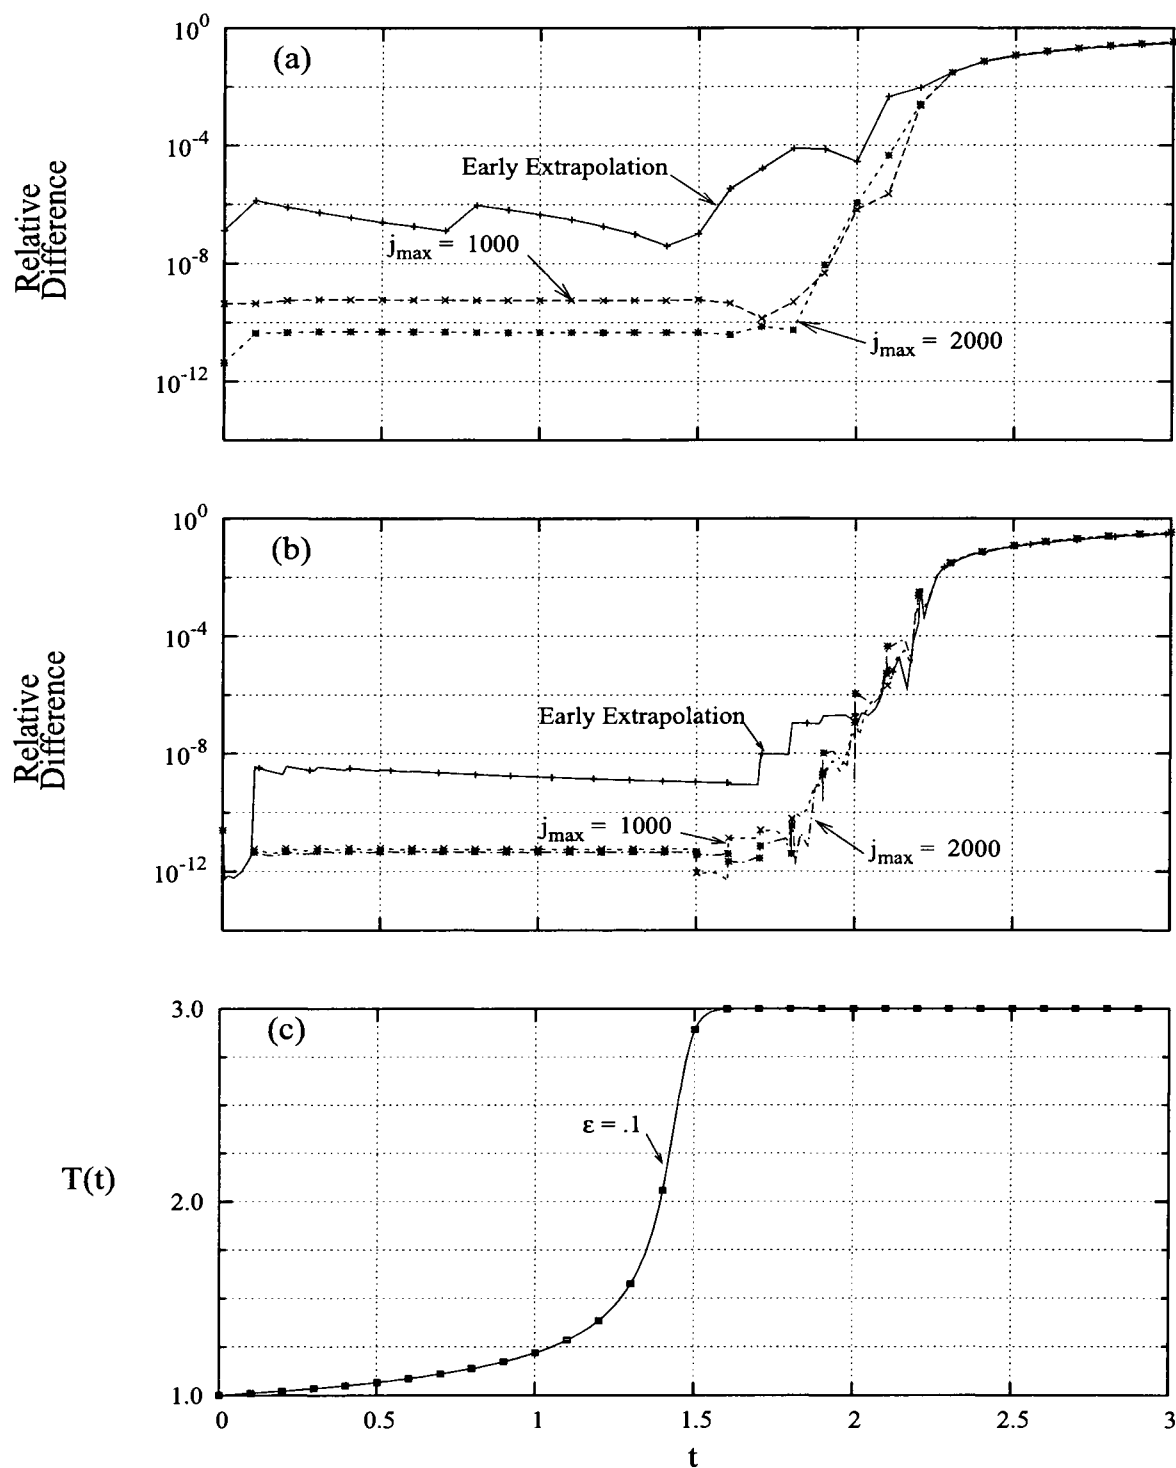 10^0
(a)
10^-4
Early Extrapolation
Relative
Difference
j_max = 1000
10^-8
j_max = 2000
10^-12
10^0
(b)
10^-4
Relative
Difference
Early Extrapolation
10^-8
j_max = 1000
j_max = 2000
10^-12
3.0
(c)
ε = .1
T(t)
2.0
1.0
0 0.5 1 1.5 2 2.5 3
t